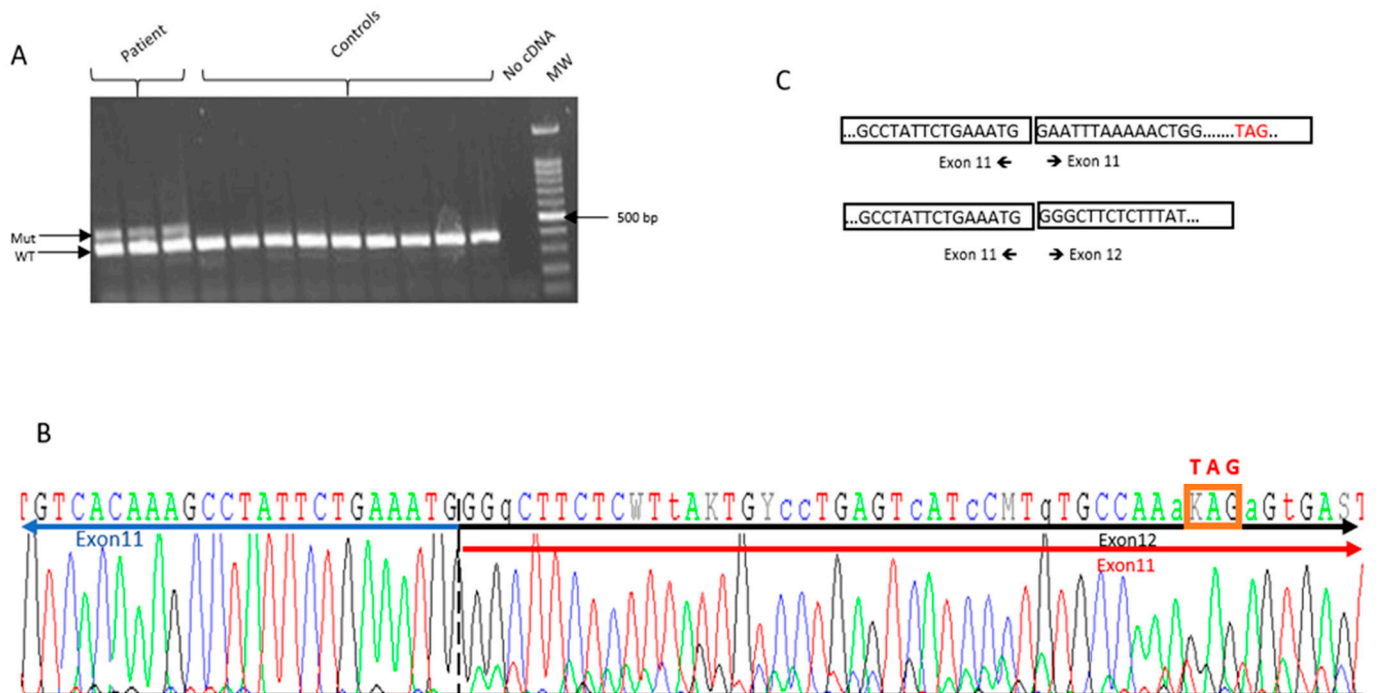 A
Patient
Controls
No cDNA
MW
Mut
WT
500 bp
C
...GCCTATTCTGAAATG GAATTTAAAAACTGG.......TAG..
Exon 11 ← → Exon 11
...GCCTATTCTGAAATG GGGCTTCTCTTTAT...
Exon 11 ← → Exon 12
B
TAG
TGTCACAAAGCCTATTCTGAAATGGGqCTTCTCWTtAKTGYccTGAGTcATcCMTqTGCCAAaKAGaGtGAST
Exon11
Exon12
Exon11